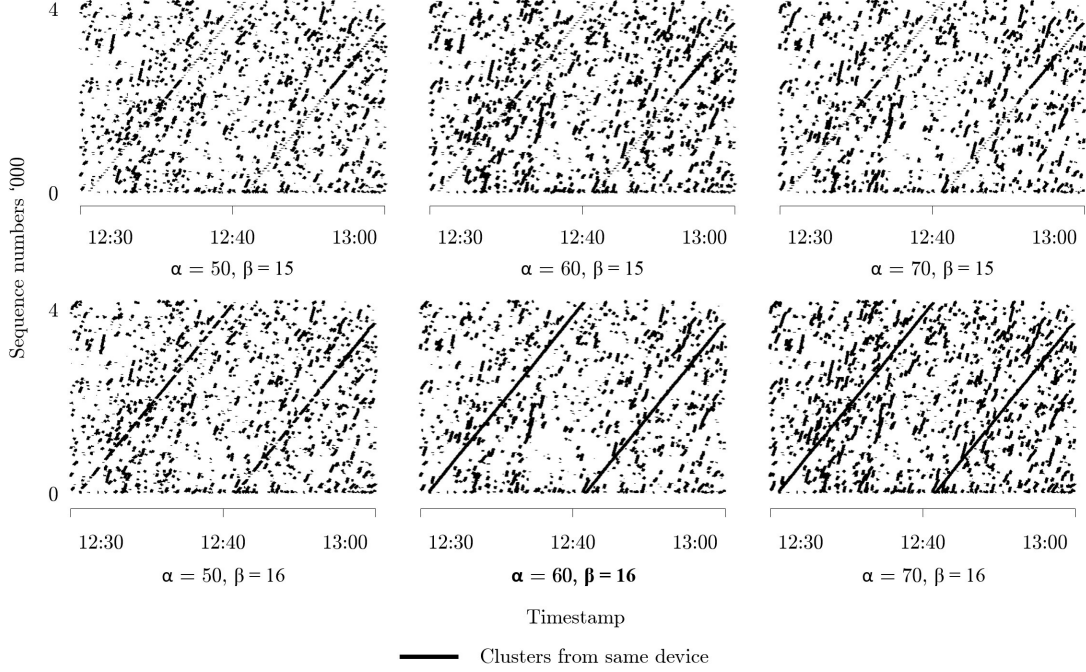 4
0
12:30 12:40 13:00 12:30 12:40 13:00 12:30 12:40 13:00
α = 50, β = 15 α = 60, β = 15 α = 70, β = 15
Sequence numbers '000
4
0
12:30 12:40 13:00 12:30 12:40 13:00 12:30 12:40 13:00
α = 50, β = 16 α = 60, β = 16 α = 70, β = 16
Timestamp
Clusters from same device